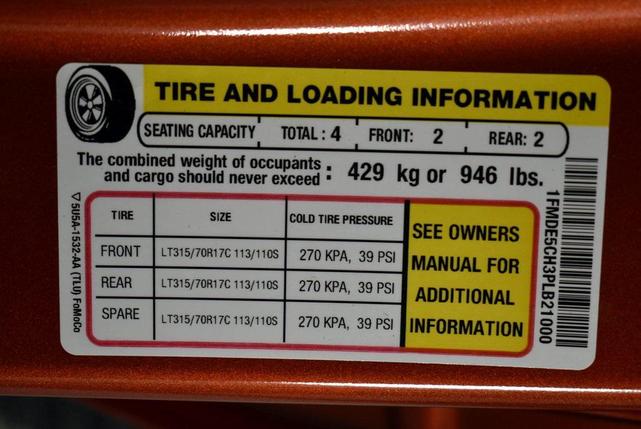 TIRE AND LOADING INFORMATION
SEATING CAPACITY TOTAL: 4 FRONT: 2 REAR: 2
The combined weight of occupants
and cargo should never exceed : 429 kg or 946 lbs.
TIRE SIZE COLD TIRE PRESSURE
FRONT LT315/70R17C 113/110S 270 KPA, 39 PSI
REAR LT315/70R17C 113/110S 270 KPA, 39 PSI
SPARE LT315/70R17C 113/110S 270 KPA, 39 PSI
SEE OWNERS
MANUAL FOR
ADDITIONAL
INFORMATION
▽5U5A-1532-AA (TLU) FoMoCo
1FMDE5CH3PLB21000